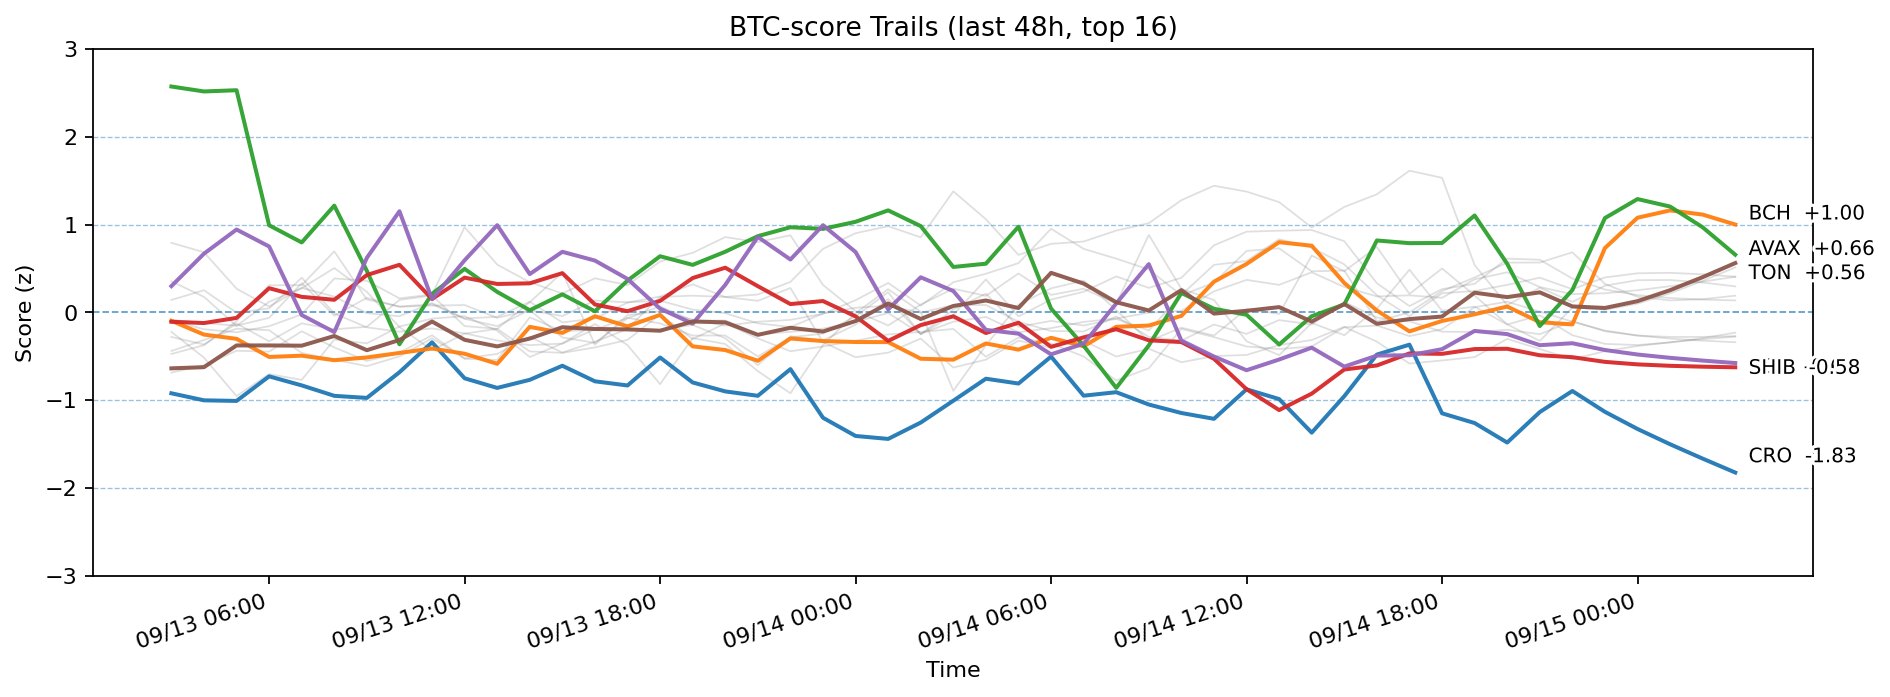 BTC-score Trails (last 48h, top 16)
3
2
1
0
−1
−2
−3
Score (z)
BCH +1.00
AVAX +0.66
TON +0.56
SHIB -0.58
CRO -1.83
09/13 06:00
09/13 12:00
09/13 18:00
09/14 00:00
09/14 06:00
09/14 12:00
09/14 18:00
09/15 00:00
Time